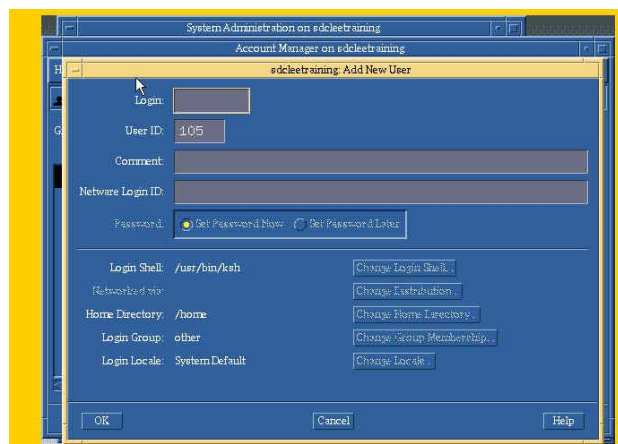 System Administration on sdcleetraining
Account Manager on sdcleetraining
H
sdcleetraining: Add New User
Login:
G
User ID: 105
Comment:
Netware Login ID:
Password: Set Password Now Set Password Later
Login Shell: /usr/bin/ksh Change Login Shell...
Networked via: Change Distribution...
Home Directory: /home Change Home Directory...
Login Group: other Change Group Membership...
Login Locale: System Default Change Locale...
OK Cancel Help